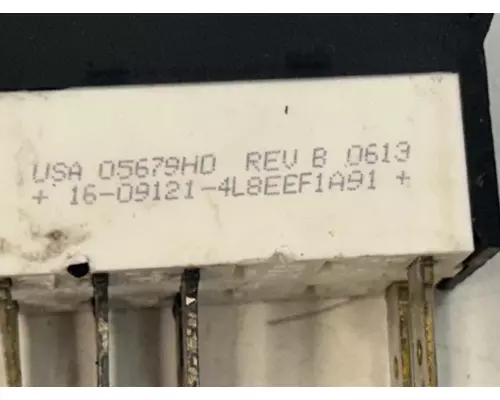 USA 05679HD REV B 0613
+ 16-09121-4L8EEF1A91 +